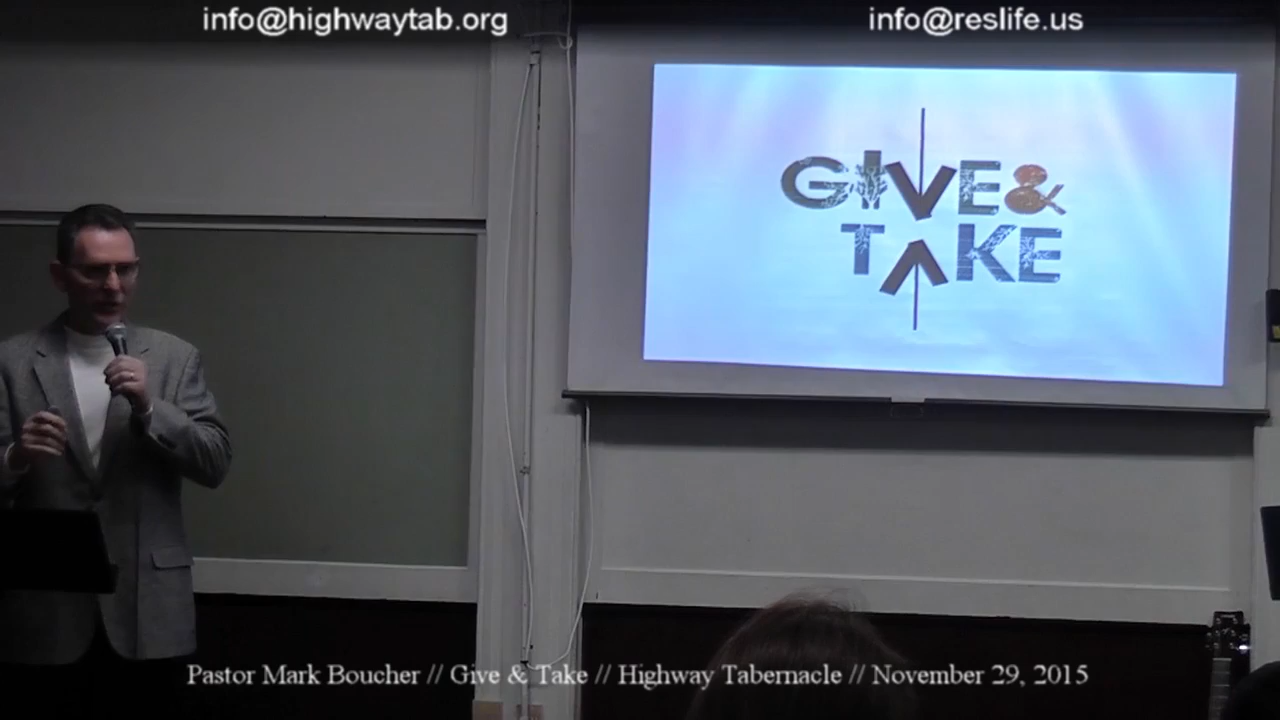 info@highwaytab.org
info@reslife.us
GIVE &
TAKE
Pastor Mark Boucher // Give & Take // Highway Tabernacle // November 29, 2015